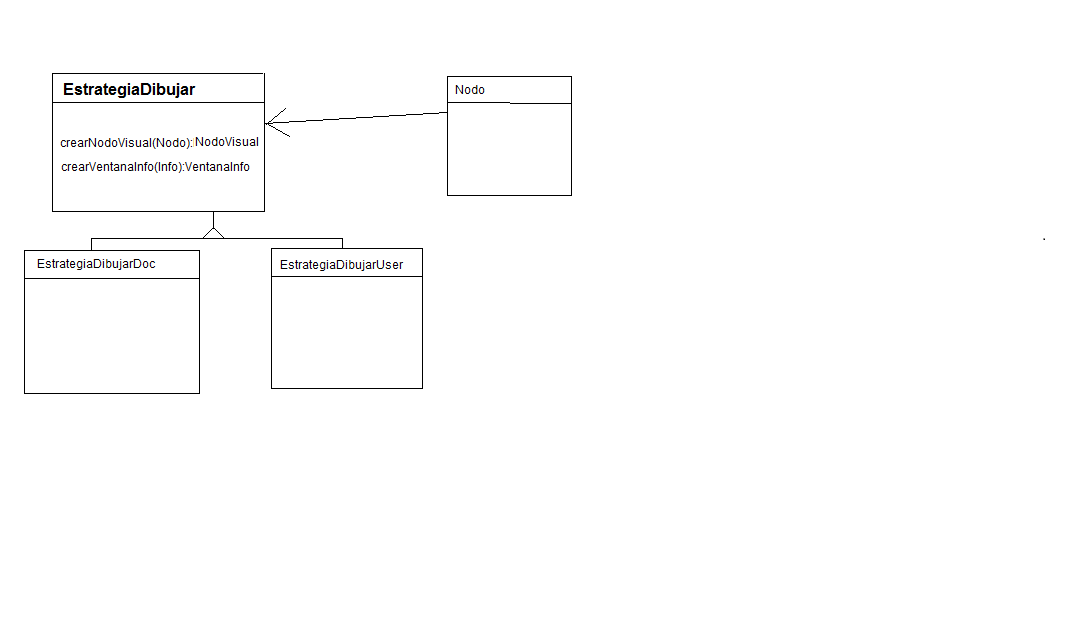 EstrategiaDibujar
crearNodoVisual(Nodo):NodoVisual
crearVentanaInfo(Info):VentanaInfo
Nodo
EstrategiaDibujarDoc
EstrategiaDibujarUser